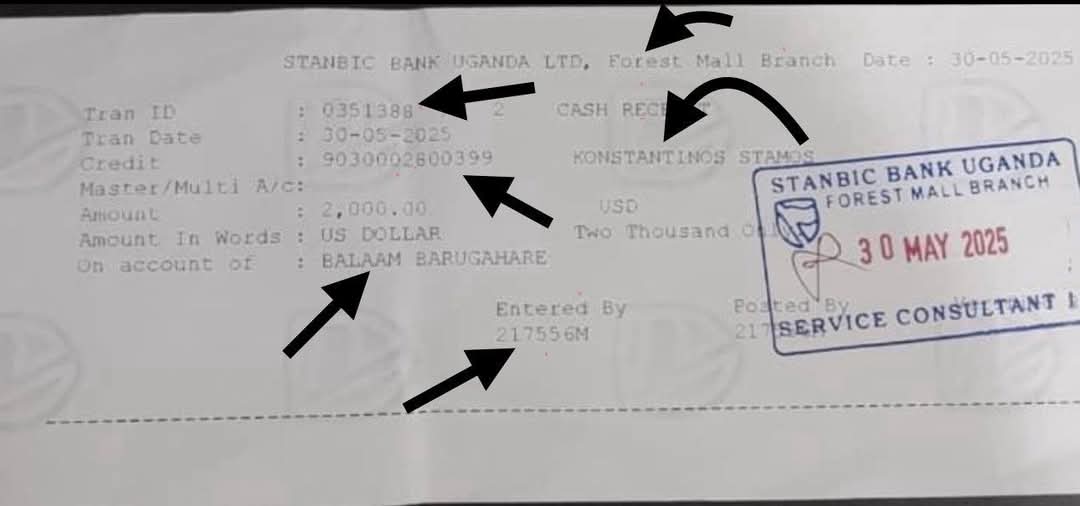 STANBIC BANK UGANDA LTD, Forest Mall Branch Date : 30-05-2025
Tran ID : 0351388 2 CASH RECEIPT
Tran Date : 30-05-2025
Credit : 9030002800399 KONSTANTINOS STAMOS
Master/Multi A/c:
Amount : 2,000.00 USD
Amount In Words : US DOLLAR Two Thousand Only
On account of : BALAAM BARUGAHARE
Entered By Posted By
217556M
STANBIC BANK UGANDA
FOREST MALL BRANCH
30 MAY 2025
SERVICE CONSULTANT